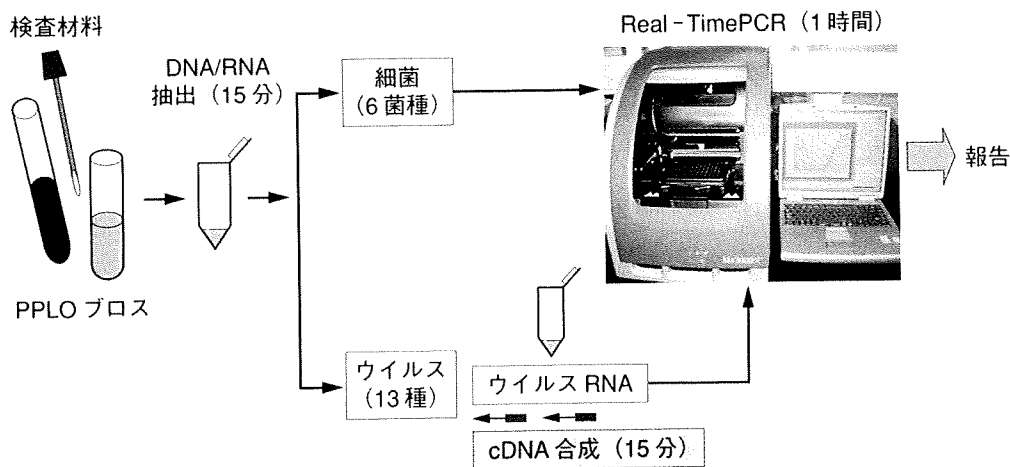 検査材料
DNA/RNA
抽出（15分）
PPLO ブロス
細菌
（6菌種）
Real-TimePCR（1時間）
報告
ウイルス
（13種）
ウイルス RNA
cDNA 合成（15分）